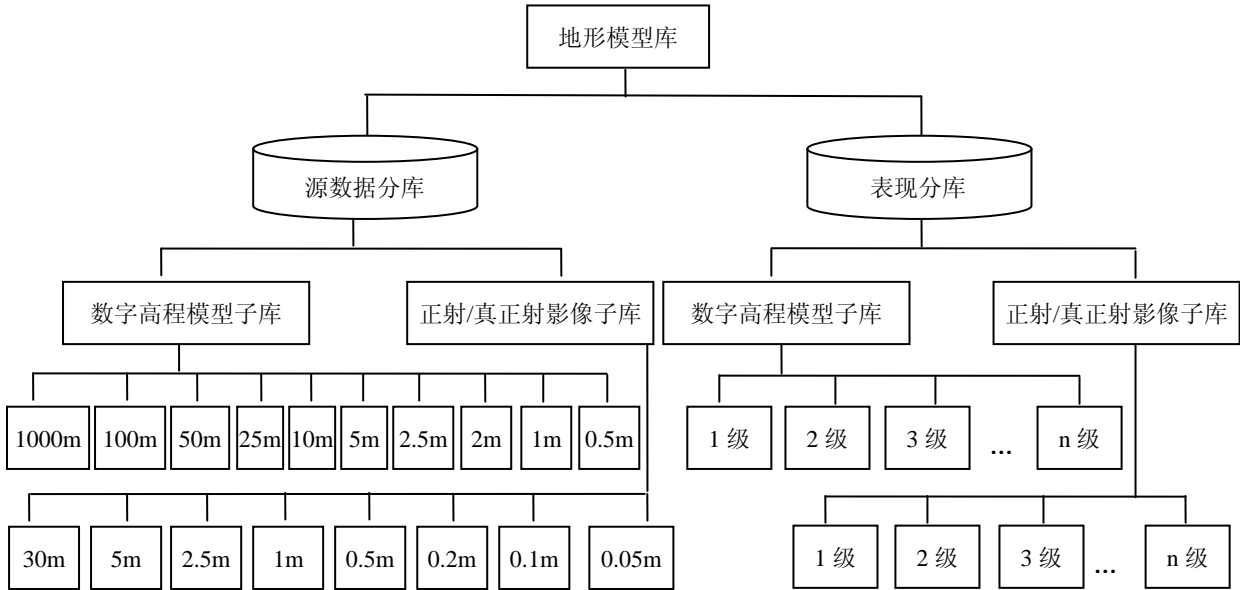 地形模型库
源数据分库 表现分库
数字高程模型子库 正射/真正射影像子库 数字高程模型子库 正射/真正射影像子库
1000m 100m 50m 25m 10m 5m 2.5m 2m 1m 0.5m 1 级 2 级 3 级 ... n 级
30m 5m 2.5m 1m 0.5m 0.2m 0.1m 0.05m 1 级 2 级 3 级 ... n 级